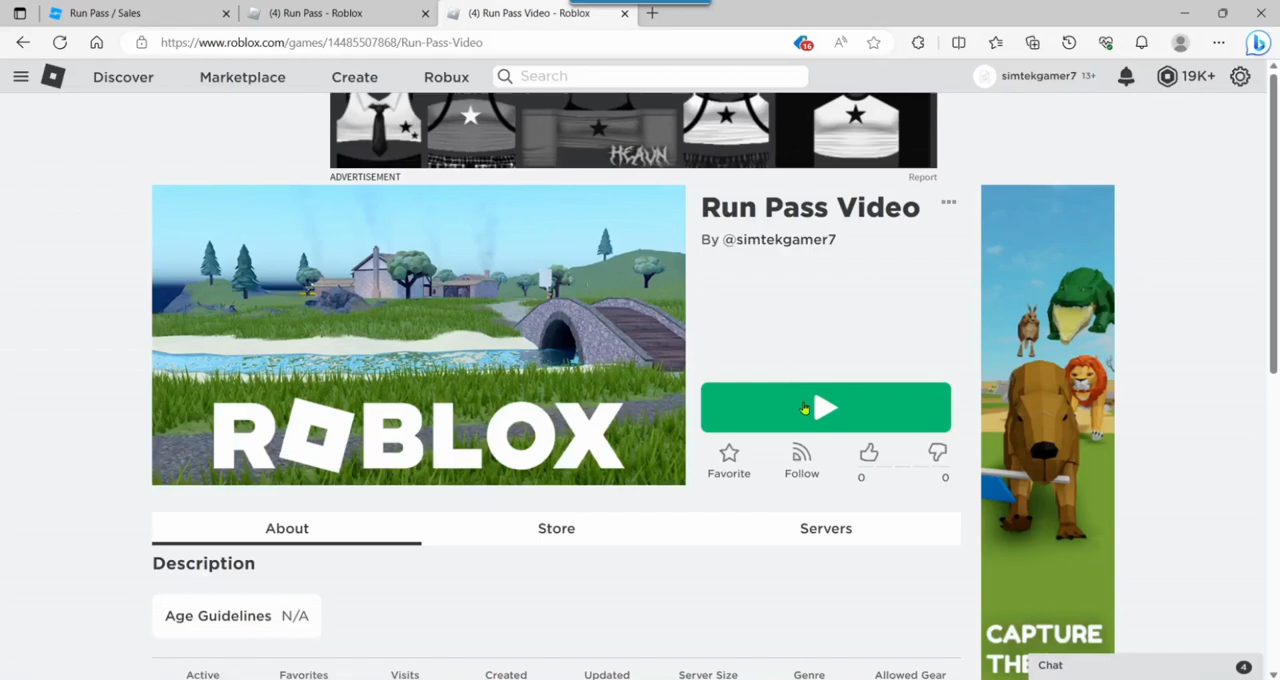 Run Pass / Sales
(4) Run Pass - Roblox
(4) Run Pass Video - Roblox
https://www.roblox.com/games/14485507868/Run-Pass-Video
16
Discover
Marketplace
Create
Robux
Search
simtekgamer7 13+
19K+
HEAVN
ADVERTISEMENT
Report
Run Pass Video
By @simtekgamer7
ROBLOX
Favorite
Follow
0
0
About
Store
Servers
Description
Age Guidelines N/A
CAPTURE
THE
Active
Favorites
Visits
Created
Updated
Server Size
Genre
Allowed Gear
Chat
4